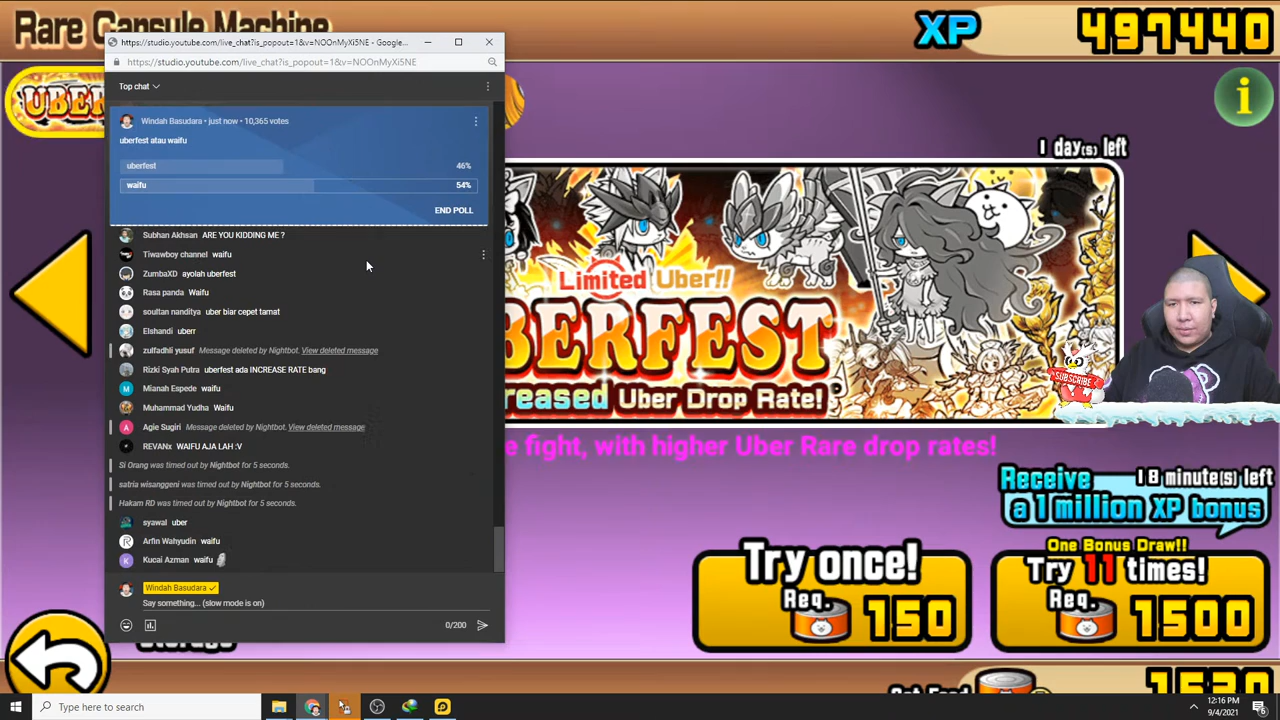 Rare Capsule Machine
XP 497440
https://studio.youtube.com/live_chat?is_popout=1&v=NOOnMyXi5NE - Google...
https://studio.youtube.com/live_chat?is_popout=1&v=NOOnMyXi5NE
Top chat
Windah Basudara • just now • 10,365 votes
uberfest atau waifu
uberfest 46%
waifu 54%
END POLL
Subhan Akhsan ARE YOU KIDDING ME ?
Tiwawboy channel waifu
ZumbaXD ayolah uberfest
Rasa panda Waifu
soultan nanditya uber biar cepet tamat
Elshandi uberr
zulfadhli yusuf Message deleted by Nightbot. View deleted message
Rizki Syah Putra uberfest ada INCREASE RATE bang
Mianah Espede waifu
Muhammad Yudha Waifu
Agie Sugiri Message deleted by Nightbot. View deleted message
REVANx WAIFU AJA LAH :V
Si Orang was timed out by Nightbot for 5 seconds.
satria wisanggeni was timed out by Nightbot for 5 seconds.
Hakam RD was timed out by Nightbot for 5 seconds.
syawal uber
Arfin Wahyudin waifu
Kucai Azman waifu
Windah Basudara
Say something... (slow mode is on)
0/200
UBER
i
1 day(s) left
Limited Uber!!
BERFEST
creased Uber Drop Rate!
e fight, with higher Uber Rare drop rates!
SUBSCRIBE
Receive 18 minute(s) left
a 1 million XP bonus
Try once!
Req. 150
One Bonus Draw!!
Try 11 times!
Req. 1500
Storage
Cat Food 1530
Type here to search
12:16 PM
9/4/2021
6